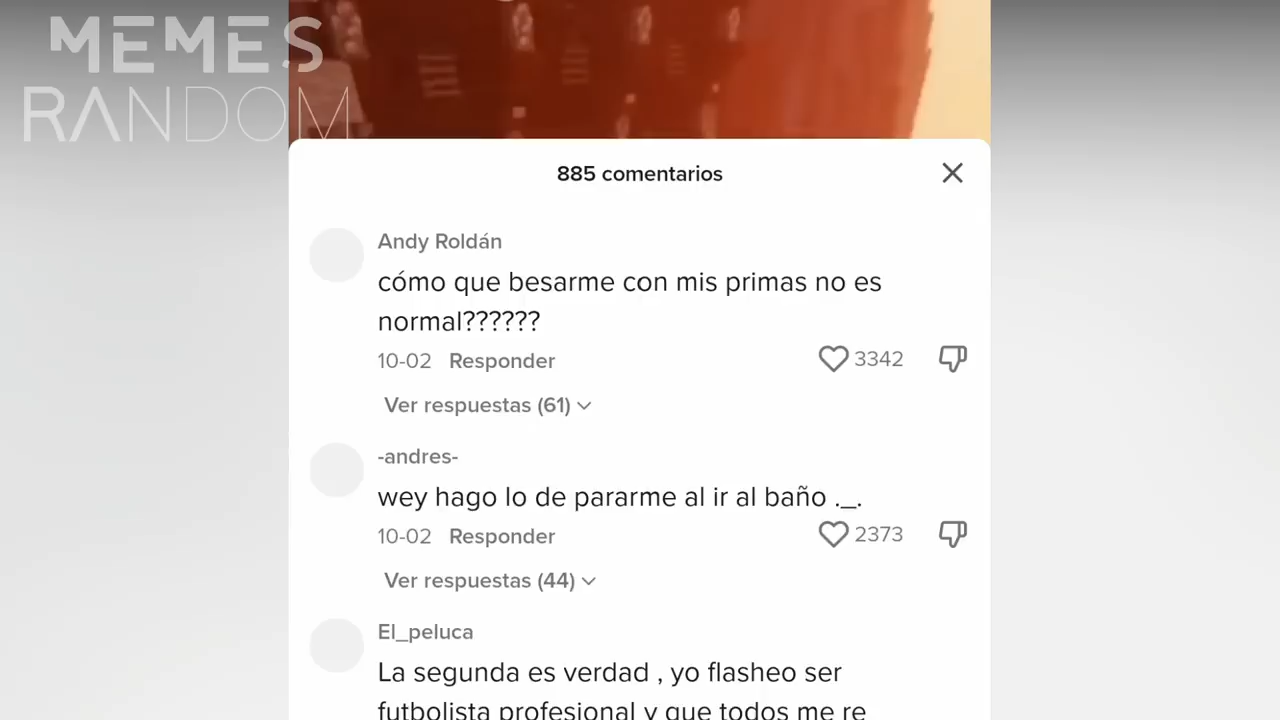 MEMES
RANDOM
885 comentarios
Andy Roldán
cómo que besarme con mis primas no es
normal??????
10-02 Responder
3342
Ver respuestas (61)
-andres-
wey hago lo de pararme al ir al baño ._.
10-02 Responder
2373
Ver respuestas (44)
El_peluca
La segunda es verdad , yo flasheo ser
futbolista profesional y que todos me re